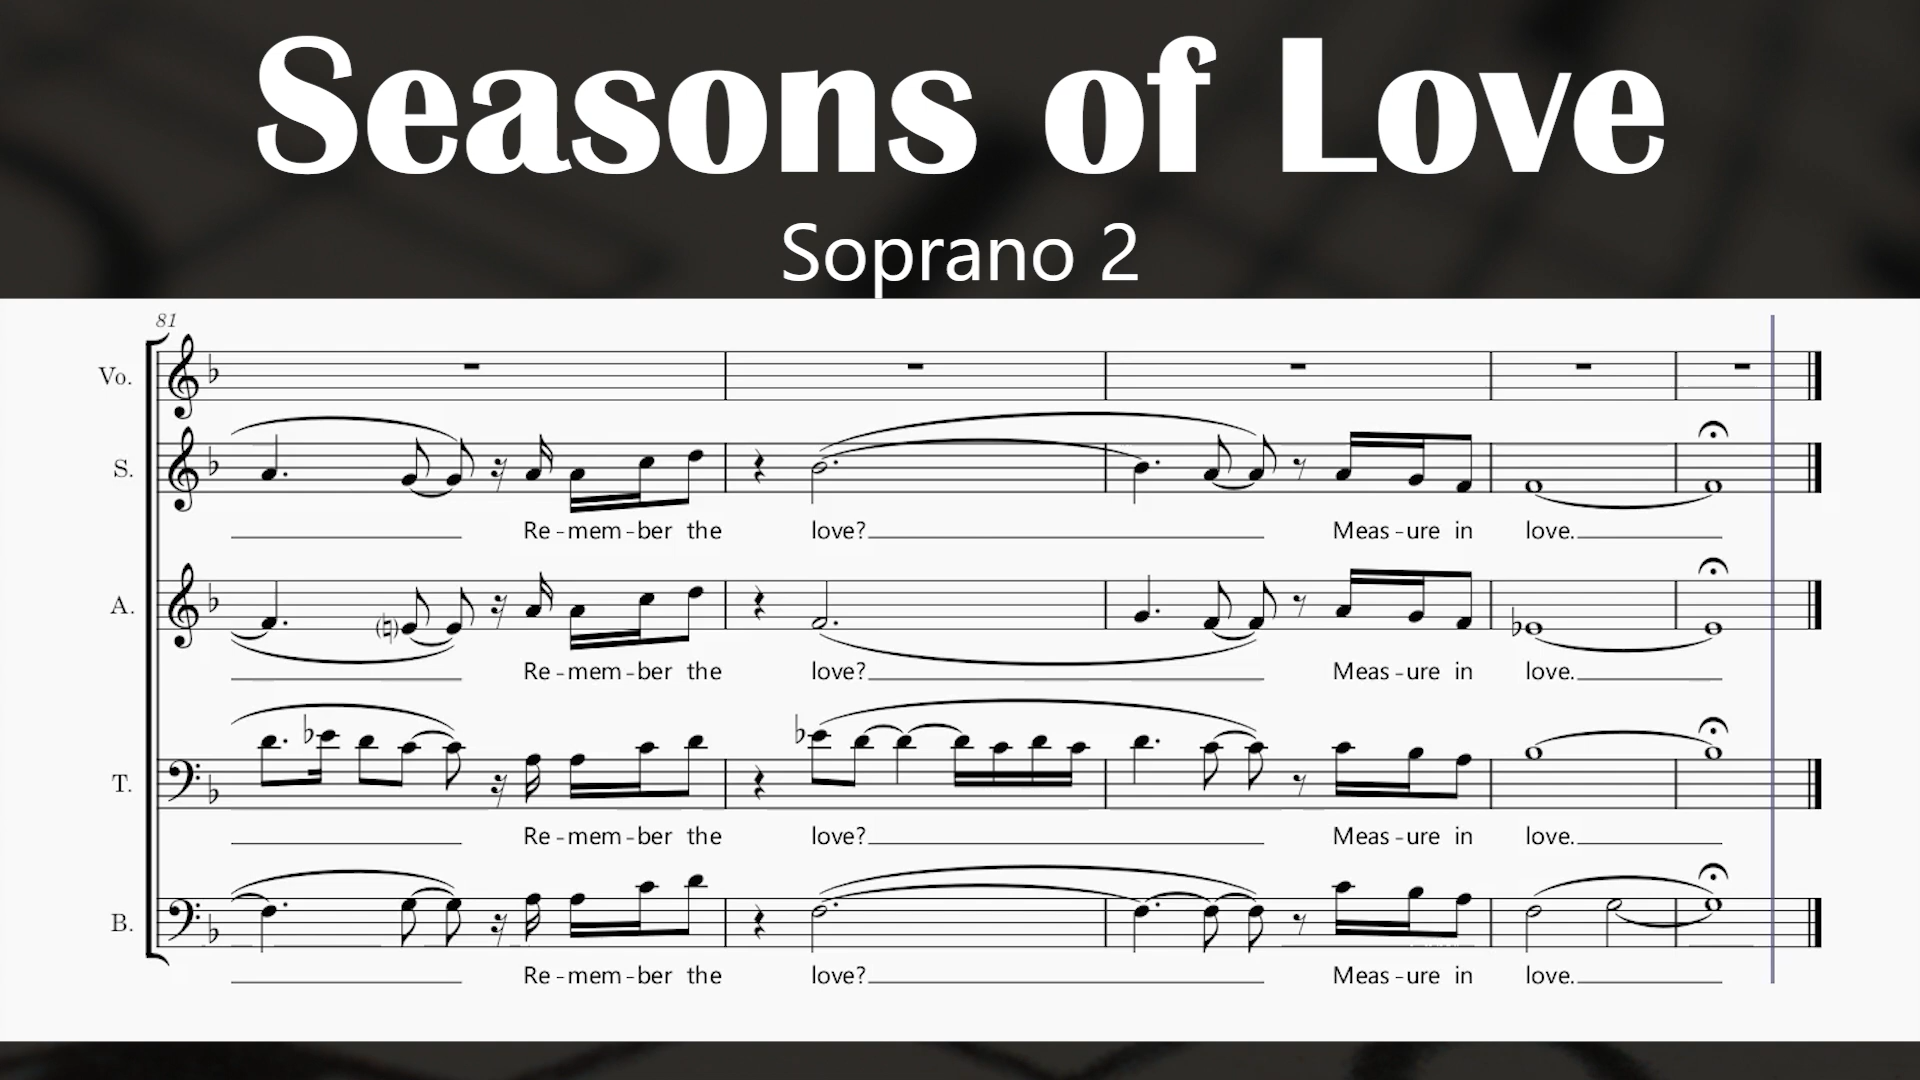 Seasons of Love
Soprano 2
81
Vo.
S.
Re-mem-ber the love? Meas-ure in love.
A.
Re-mem-ber the love? Meas-ure in love.
T.
Re-mem-ber the love? Meas-ure in love.
B.
Re-mem-ber the love? Meas-ure in love.